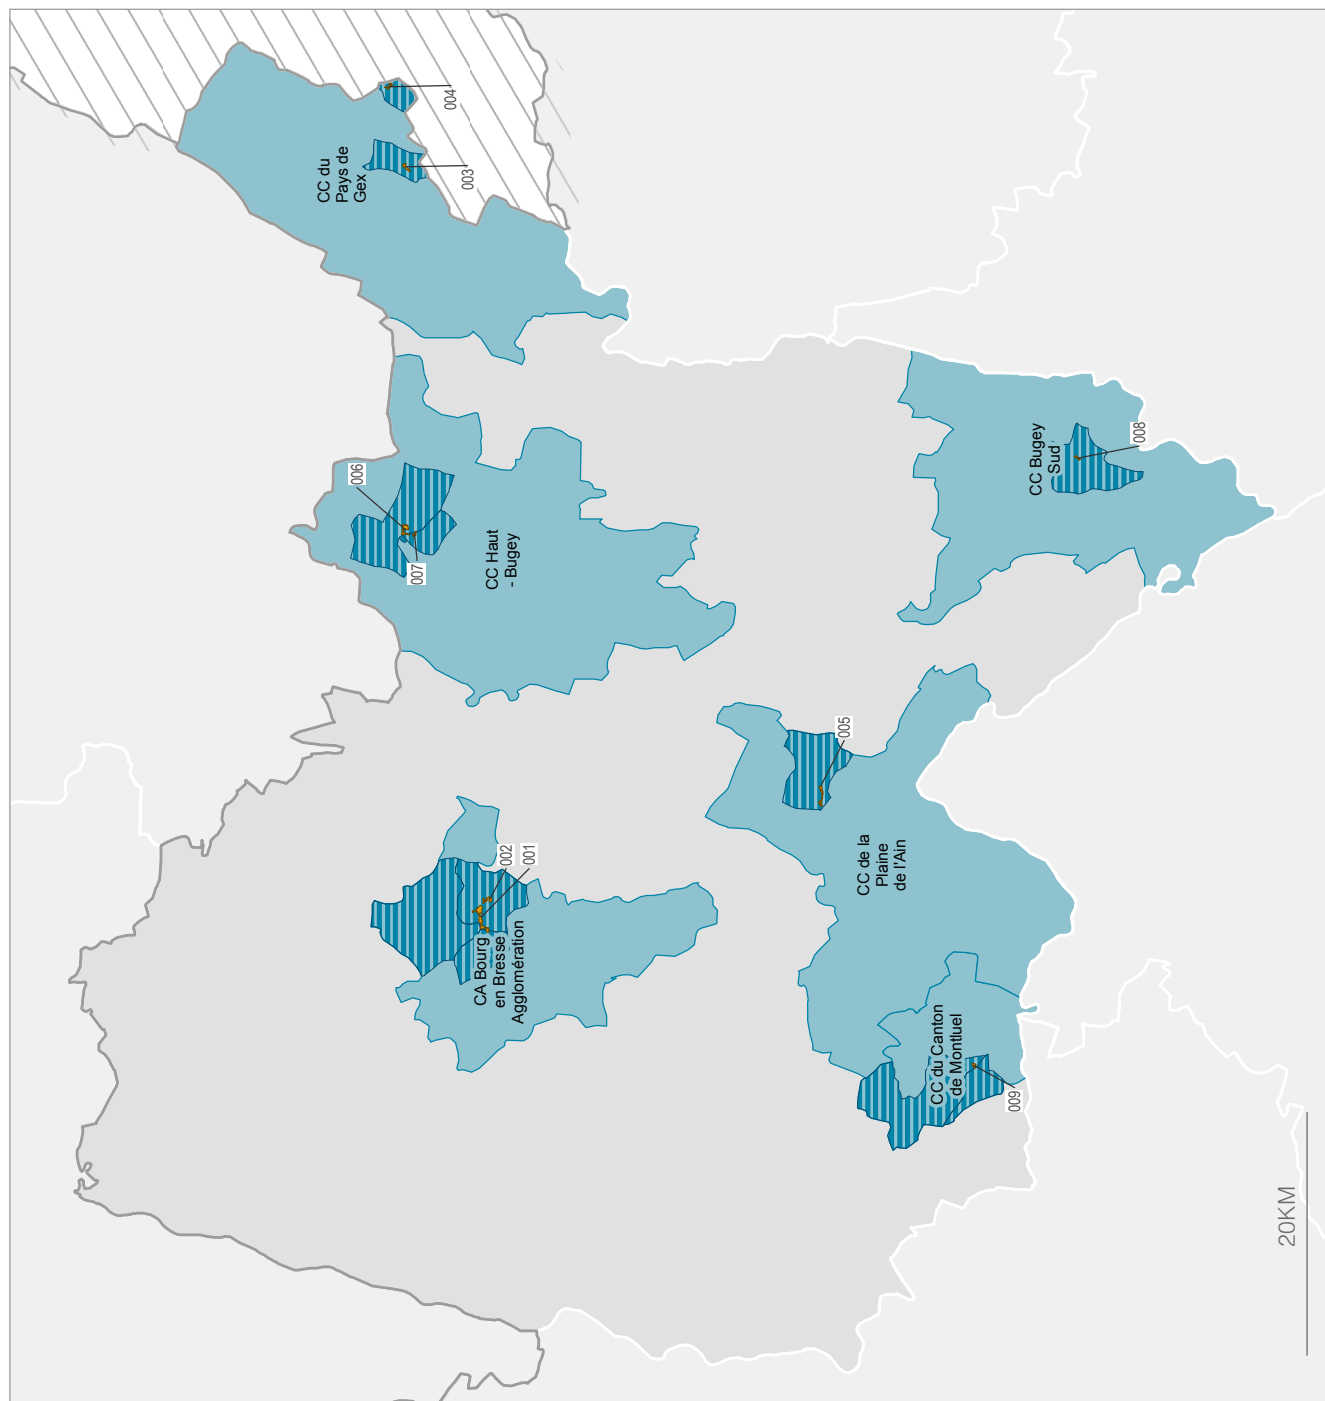 004
003
CC du
Pays de
Gex
006
007
CC Haut
- Bugey
008
CC Bugey
Sud
005
CC de la
Plaine
de l'Ain
002
001
CA Bourg
en Bresse
Agglomération
CC du Canton
de Montluel
009
20KM